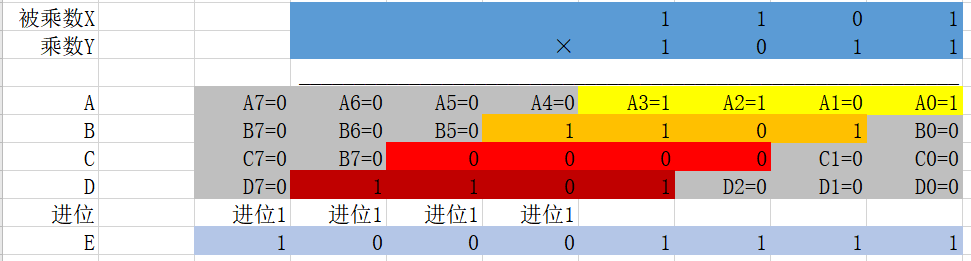 被乘数X 1 1 0 1
乘数Y × 1 0 1 1
A A7=0 A6=0 A5=0 A4=0 A3=1 A2=1 A1=0 A0=1
B B7=0 B6=0 B5=0 1 1 0 1 B0=0
C C7=0 B7=0 0 0 0 0 C1=0 C0=0
D D7=0 1 1 0 1 D2=0 D1=0 D0=0
进位 进位1 进位1 进位1 进位1
E 1 0 0 0 1 1 1 1